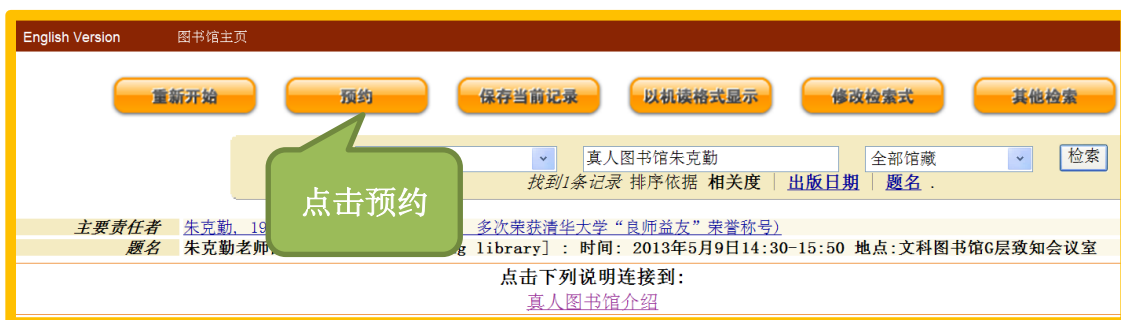 English Version 图书馆主页
重新开始 预约 保存当前记录 以机读格式显示 修改检索式 其他检索
真人图书馆朱克勤 全部馆藏 检索
找到1条记录 排序依据 相关度 | 出版日期 | 题名 .
点击预约
主要责任者 朱克勤, 19 多次荣获清华大学“良师益友”荣誉称号)
题名 朱克勤老师 g library] : 时间: 2013年5月9日14:30-15:50 地点:文科图书馆G层致知会议室
点击下列说明连接到:
真人图书馆介绍